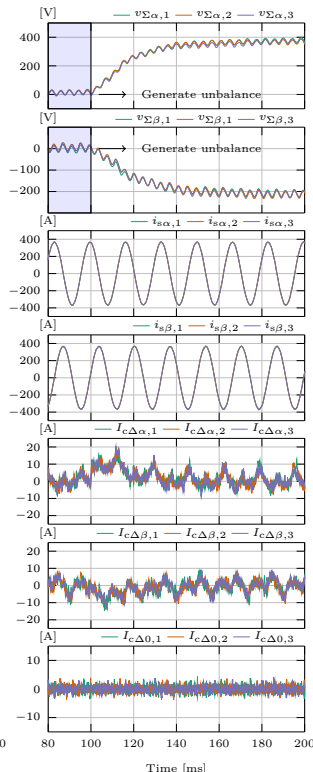 [V] vΣα,1 vΣα,2 vΣα,3
400
200
0
Generate unbalance
[V] vΣβ,1 vΣβ,1 vΣβ,3
0
−100
−200
Generate unbalance
[A] isα,1 isα,2 isα,3
400
200
0
−200
−400
[A] isβ,1 isβ,2 isβ,3
400
200
0
−200
−400
[A] IcΔα,1 IcΔα,2 IcΔα,3
20
10
0
−10
−20
[A] IcΔβ,1 IcΔβ,2 IcΔβ,3
20
10
0
−10
−20
[A] IcΔ0,1 IcΔ0,2 IcΔ0,3
10
0
−10
0 80 100 120 140 160 180 200
Time [ms]